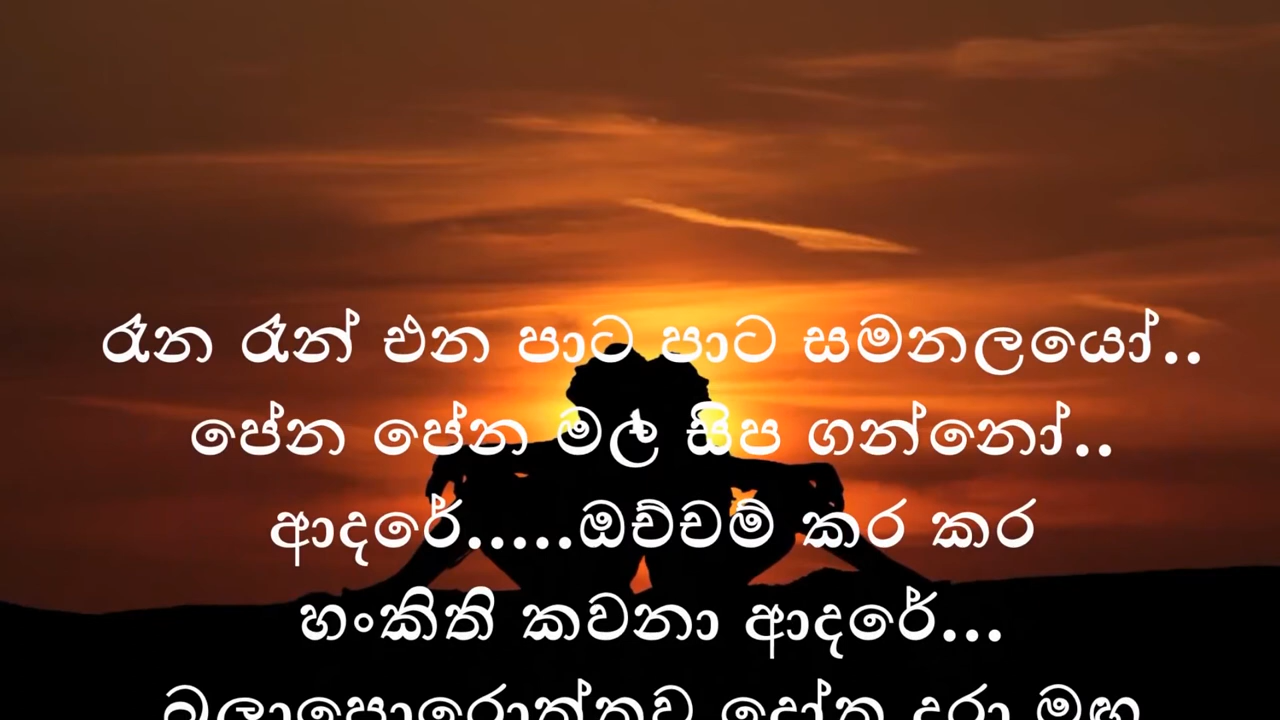 රෑන රෑන් එන පාට පාට සමනලයෝ..
පේන පේන මල් සිප ගන්නෝ..
ආදරේ.....ඔච්චම් කර කර
හංකිති කවනා ආදරේ...